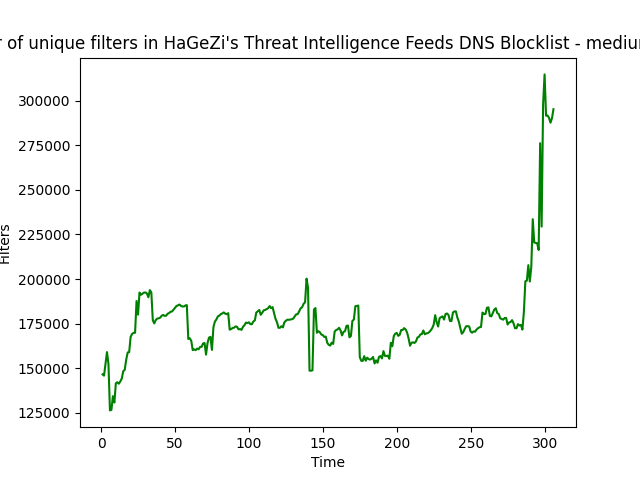 r of unique filters in HaGeZi's Threat Intelligence Feeds DNS Blocklist - mediu
300000
275000
250000
225000
200000
175000
150000
125000
Filters
0 50 100 150 200 250 300
Time